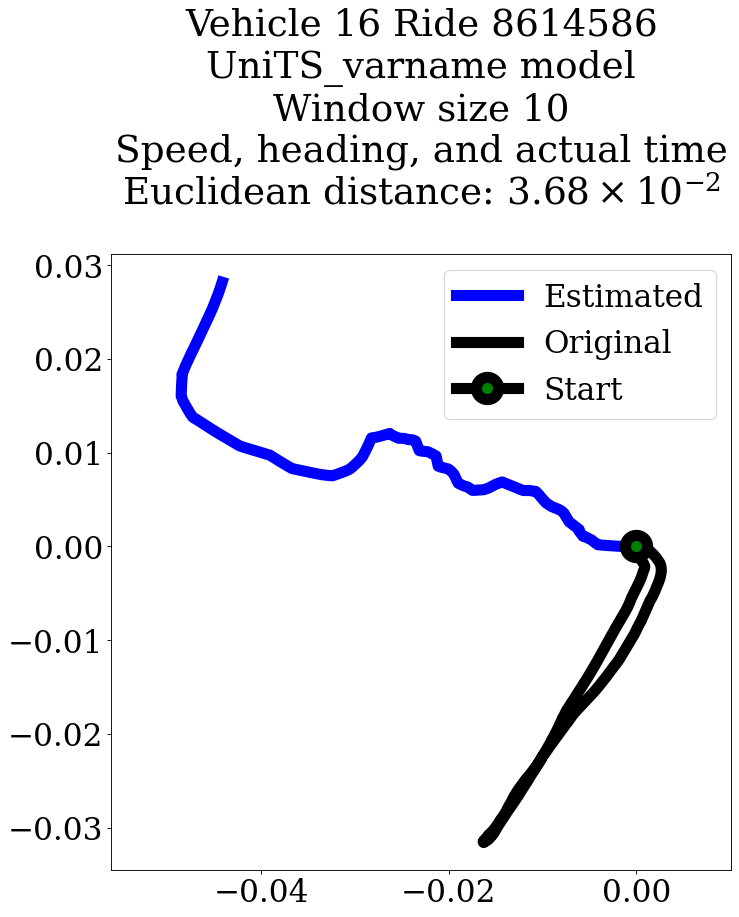 Vehicle 16 Ride 8614586
UniTS_varname model
Window size 10
Speed, heading, and actual time
Euclidean distance: 3.68 × 10⁻²
0.03
0.02
0.01
0.00
−0.01
−0.02
−0.03
Estimated
Original
Start
−0.04
−0.02
0.00